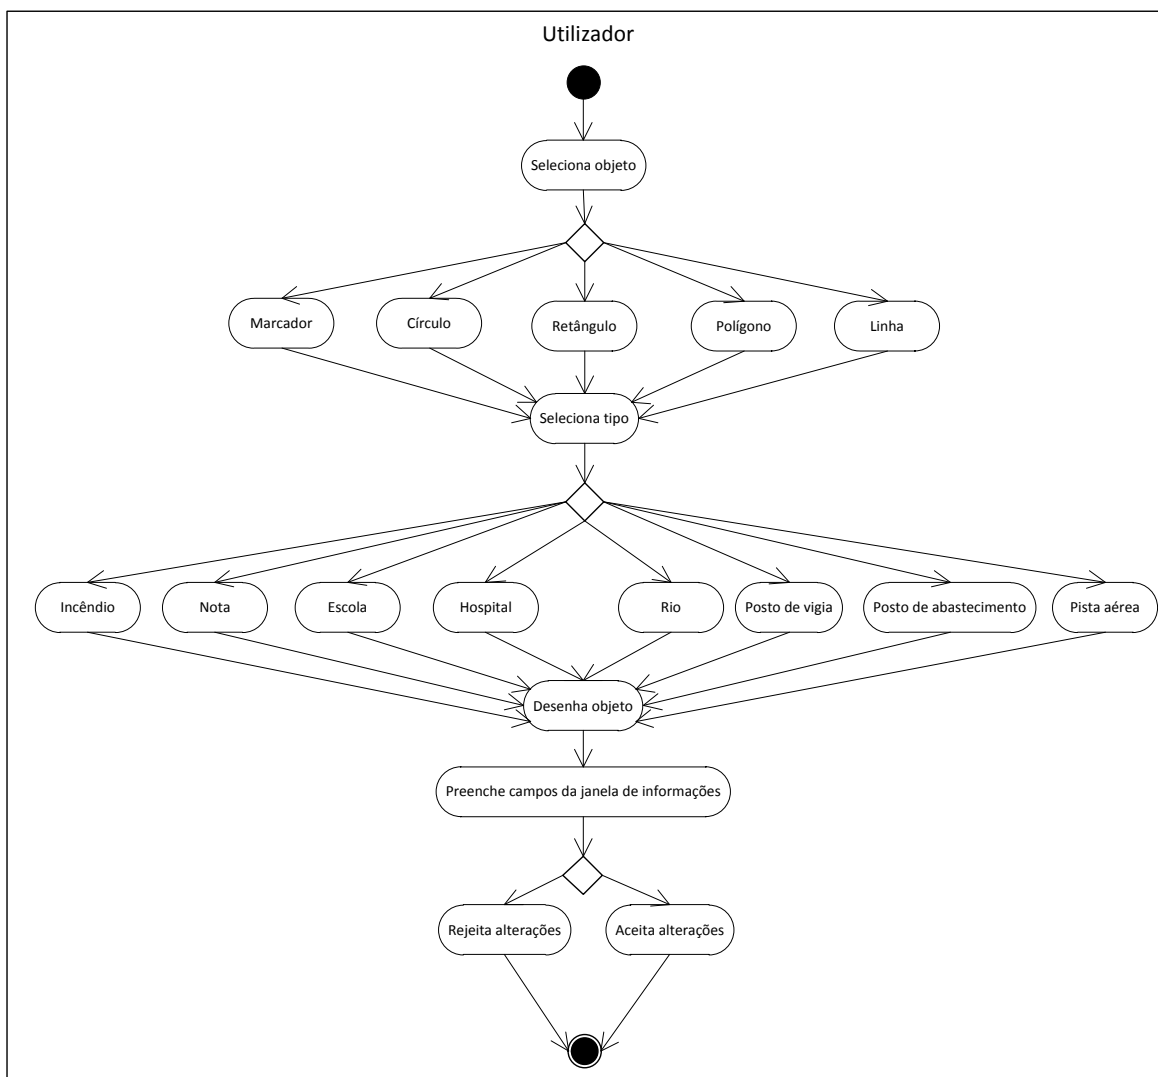 Utilizador
Seleciona objeto
Marcador
Círculo
Retângulo
Polígono
Linha
Seleciona tipo
Incêndio
Nota
Escola
Hospital
Rio
Posto de vigia
Posto de abastecimento
Pista aérea
Desenha objeto
Preenche campos da janela de informações
Rejeita alterações
Aceita alterações